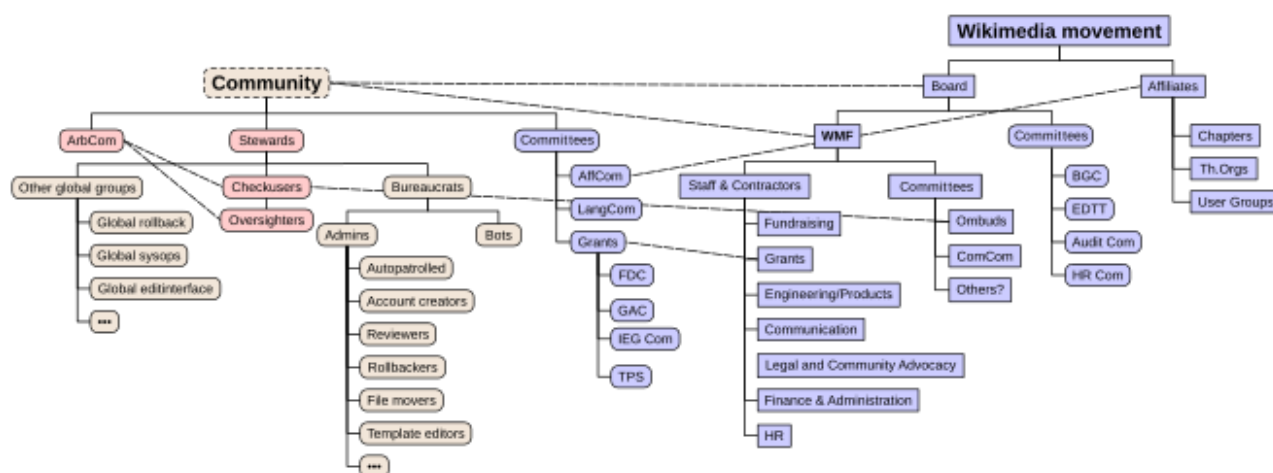 Wikimedia movement
Community
Board
Affiliates
ArbCom
Stewards
Committees
WMF
Committees
Chapters
Th.Orgs
User Groups
Other global groups
Checkusers
Bureaucrats
AffCom
Staff & Contractors
Committees
BGC
EDTT
Audit Com
HR Com
Oversighters
LangCom
Grants
Global rollback
Global sysops
Global editinterface
•••
Admins
Bots
Autopatrolled
Account creators
Reviewers
Rollbackers
File movers
Template editors
•••
FDC
GAC
IEG Com
TPS
Fundraising
Grants
Engineering/Products
Communication
Legal and Community Advocacy
Finance & Administration
HR
Ombuds
ComCom
Others?